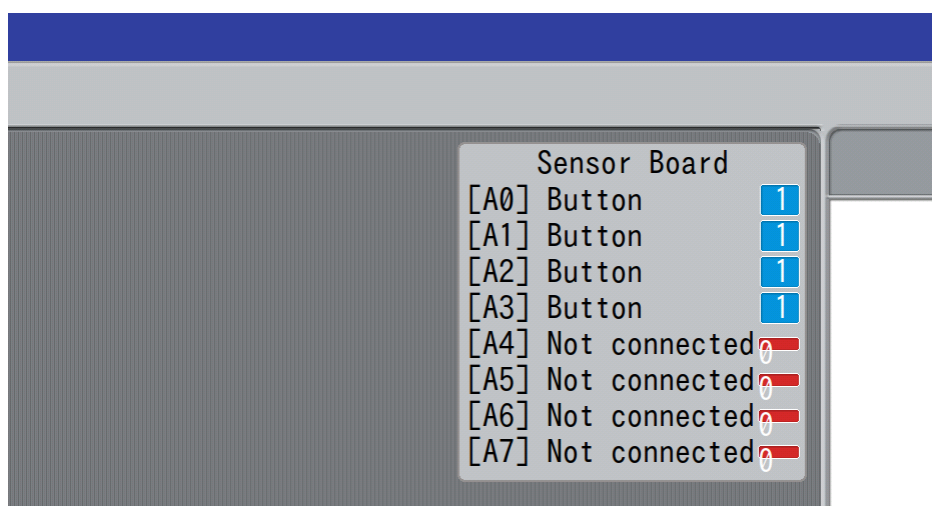 Sensor Board
[A0] Button 1
[A1] Button 1
[A2] Button 1
[A3] Button 1
[A4] Not connected 0
[A5] Not connected 0
[A6] Not connected 0
[A7] Not connected 0